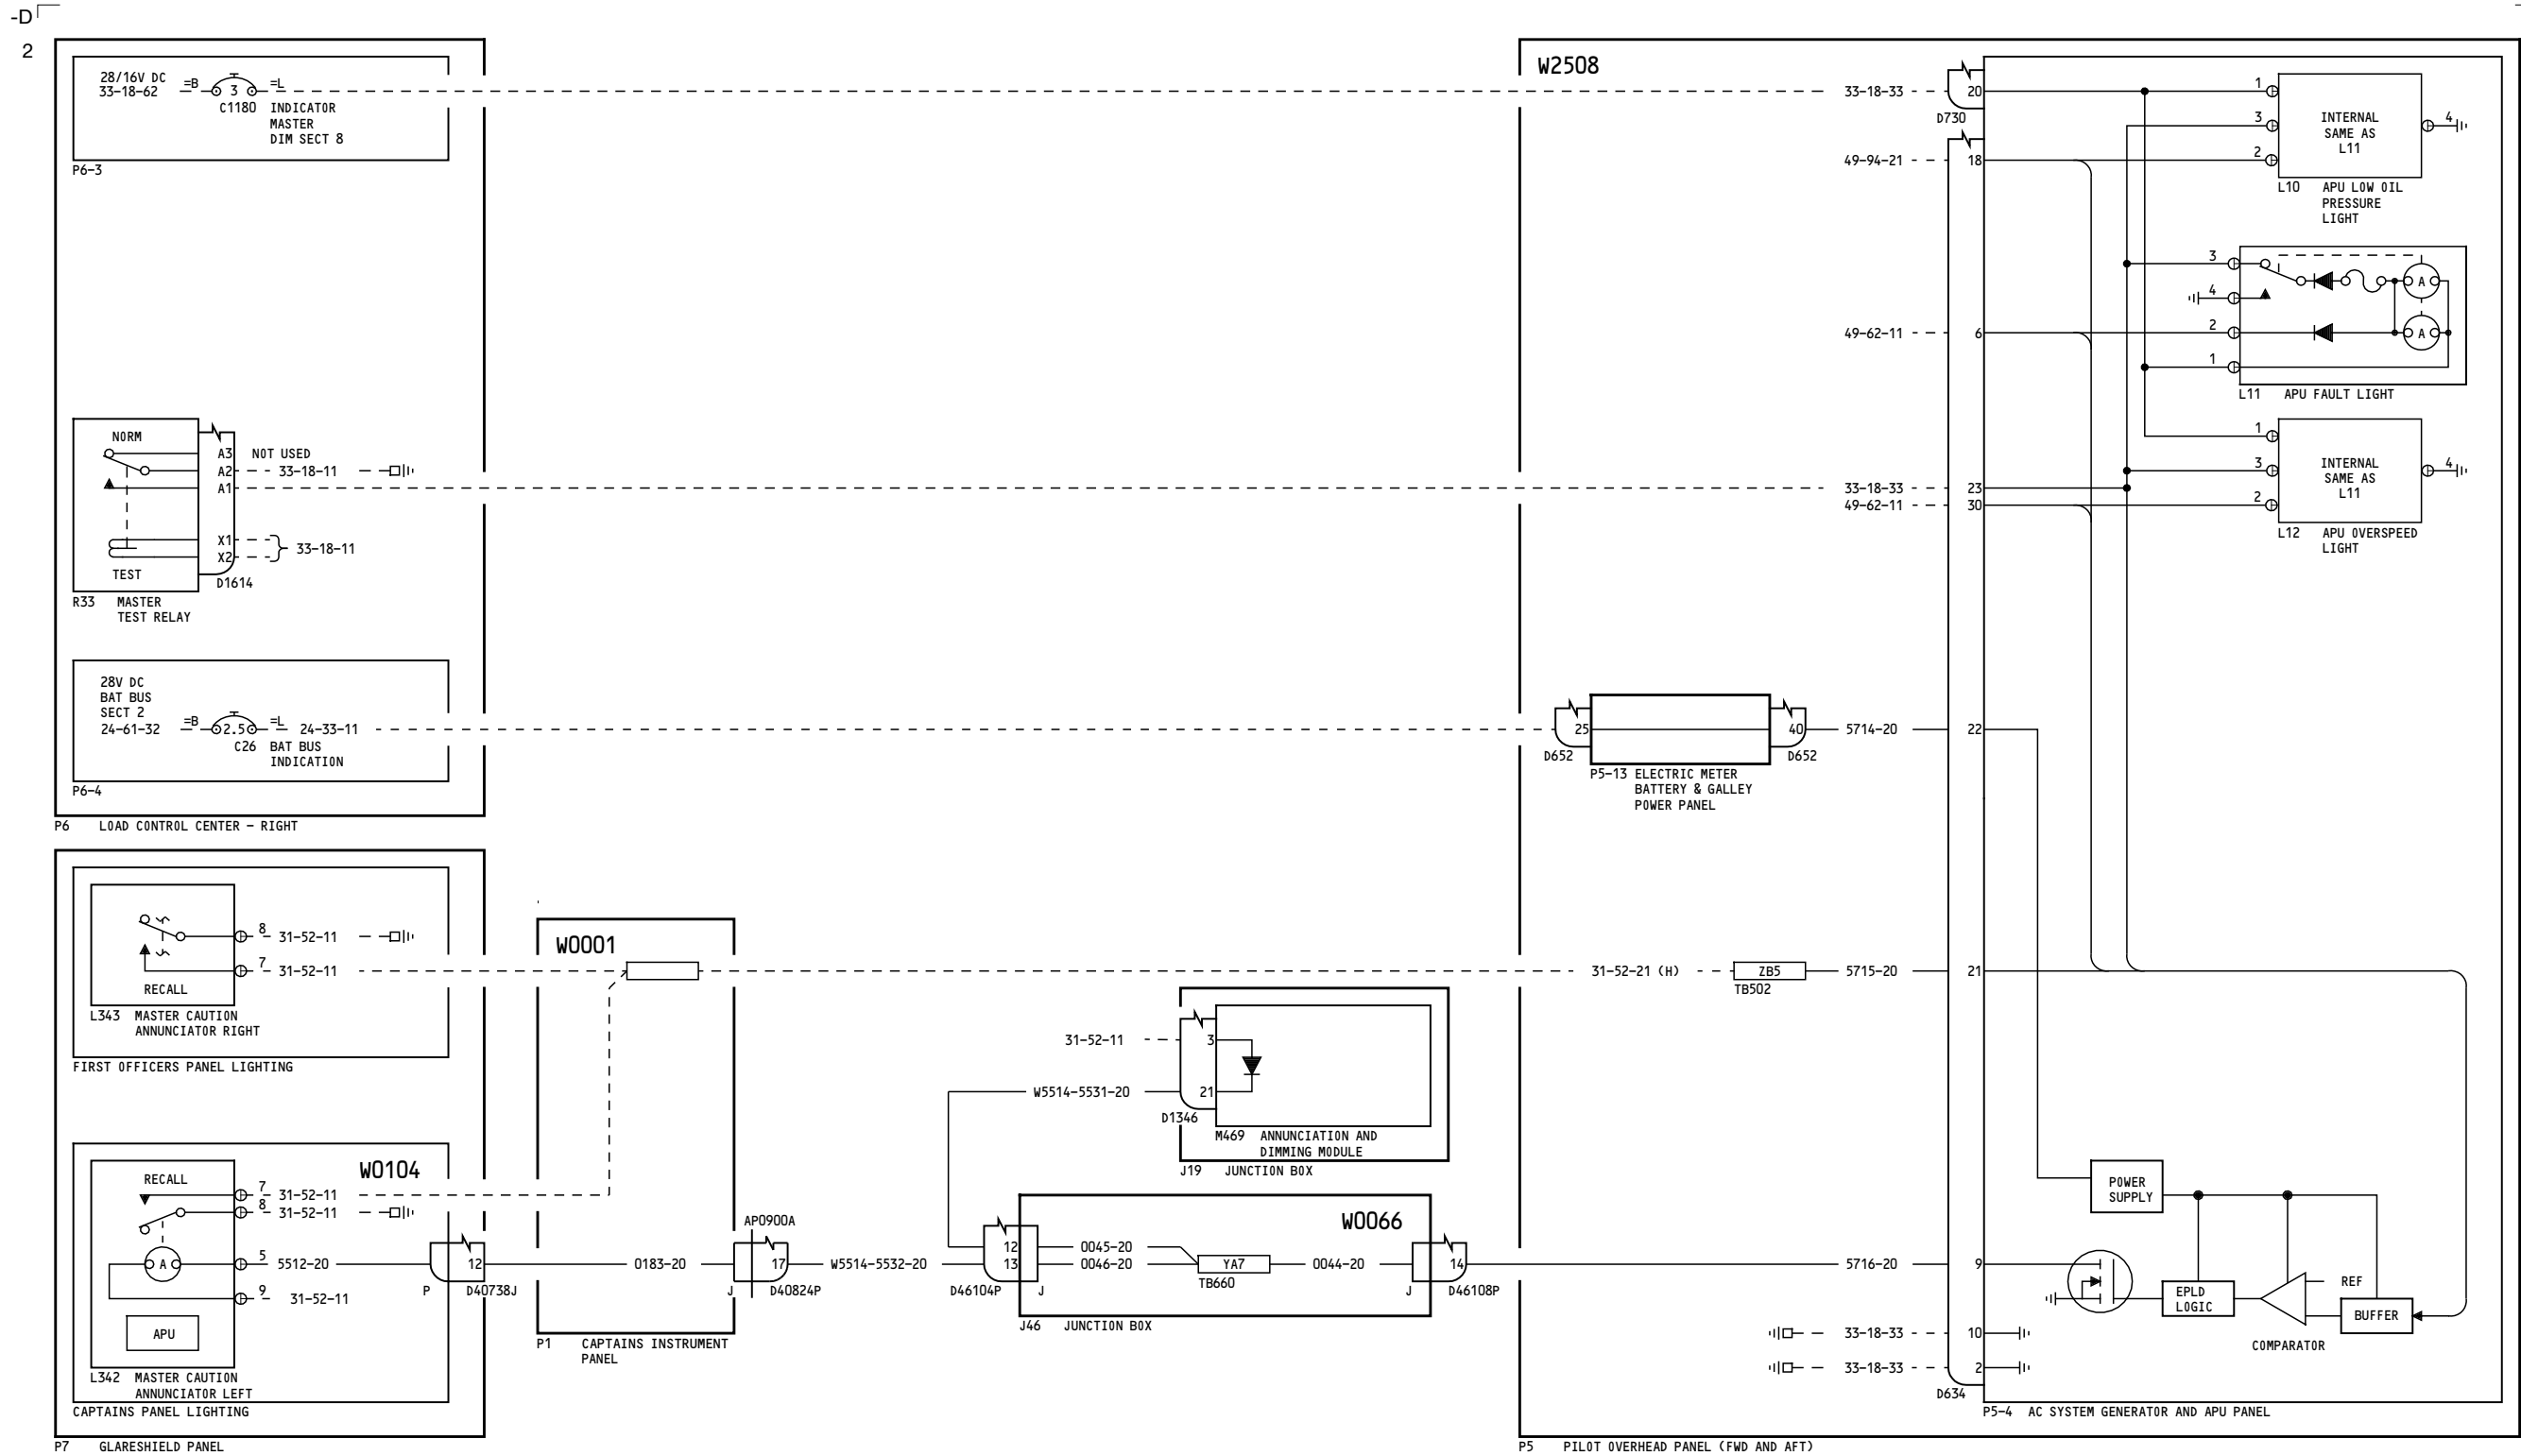 -D
2
28/16V DC
33-18-62
=B
3
=L
C1180
INDICATOR
MASTER
DIM SECT 8
P6-3
NORM
A3
NOT USED
A2
33-18-11
A1
X1
X2
33-18-11
TEST
D1614
R33
MASTER
TEST RELAY
28V DC
BAT BUS
SECT 2
24-61-32
=B
2.5
=L
24-33-11
C26
BAT BUS
INDICATION
P6-4
P6
LOAD CONTROL CENTER - RIGHT
8
31-52-11
7
31-52-11
RECALL
L343
MASTER CAUTION
ANNUNCIATOR RIGHT
FIRST OFFICERS PANEL LIGHTING
W0104
RECALL
7
31-52-11
8
31-52-11
A
5
5512-20
9
31-52-11
APU
L342
MASTER CAUTION
ANNUNCIATOR LEFT
CAPTAINS PANEL LIGHTING
P7
GLARESHIELD PANEL
12
P
D40738J
W0001
0183-20
P1
CAPTAINS INSTRUMENT
PANEL
AP0900A
17
J
D40824P
W5514-5532-20
31-52-11
3
W5514-5531-20
21
D1346
M469
ANNUNCIATION AND
DIMMING MODULE
J19
JUNCTION BOX
W0066
12
0045-20
13
0046-20
YA7
TB660
0044-20
14
D46104P
J
J
D46108P
J46
JUNCTION BOX
W2508
33-18-33
20
D730
49-94-21
18
49-62-11
6
33-18-33
23
49-62-11
30
25
40
D652
D652
5714-20
22
P5-13
ELECTRIC METER
BATTERY & GALLEY
POWER PANEL
31-52-21 (H)
ZB5
TB502
5715-20
21
5716-20
9
33-18-33
10
33-18-33
2
D634
1
3
2
INTERNAL
SAME AS
L11
4
L10
APU LOW OIL
PRESSURE
LIGHT
3
4
2
1
A
A
L11
APU FAULT LIGHT
1
3
2
INTERNAL
SAME AS
L11
4
L12
APU OVERSPEED
LIGHT
POWER
SUPPLY
EPLD
LOGIC
REF
BUFFER
COMPARATOR
P5-4
AC SYSTEM GENERATOR AND APU PANEL
P5
PILOT OVERHEAD PANEL (FWD AND AFT)